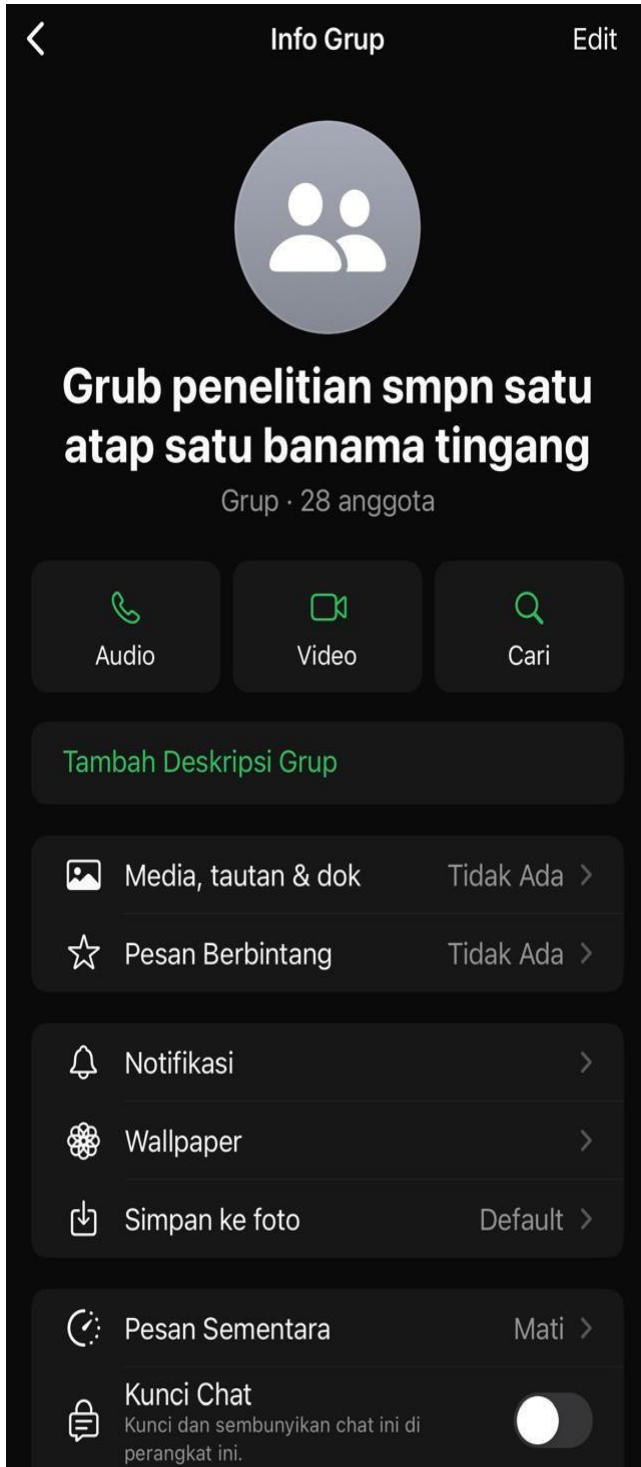 Info Grup
Edit
Grub penelitian smpn satu
atap satu banama tingang
Grup · 28 anggota
Audio
Video
Cari
Tambah Deskripsi Grup
Media, tautan & dok
Tidak Ada
Pesan Berbintang
Tidak Ada
Notifikasi
Wallpaper
Simpan ke foto
Default
Pesan Sementara
Mati
Kunci Chat
Kunci dan sembunyikan chat ini di
perangkat ini.